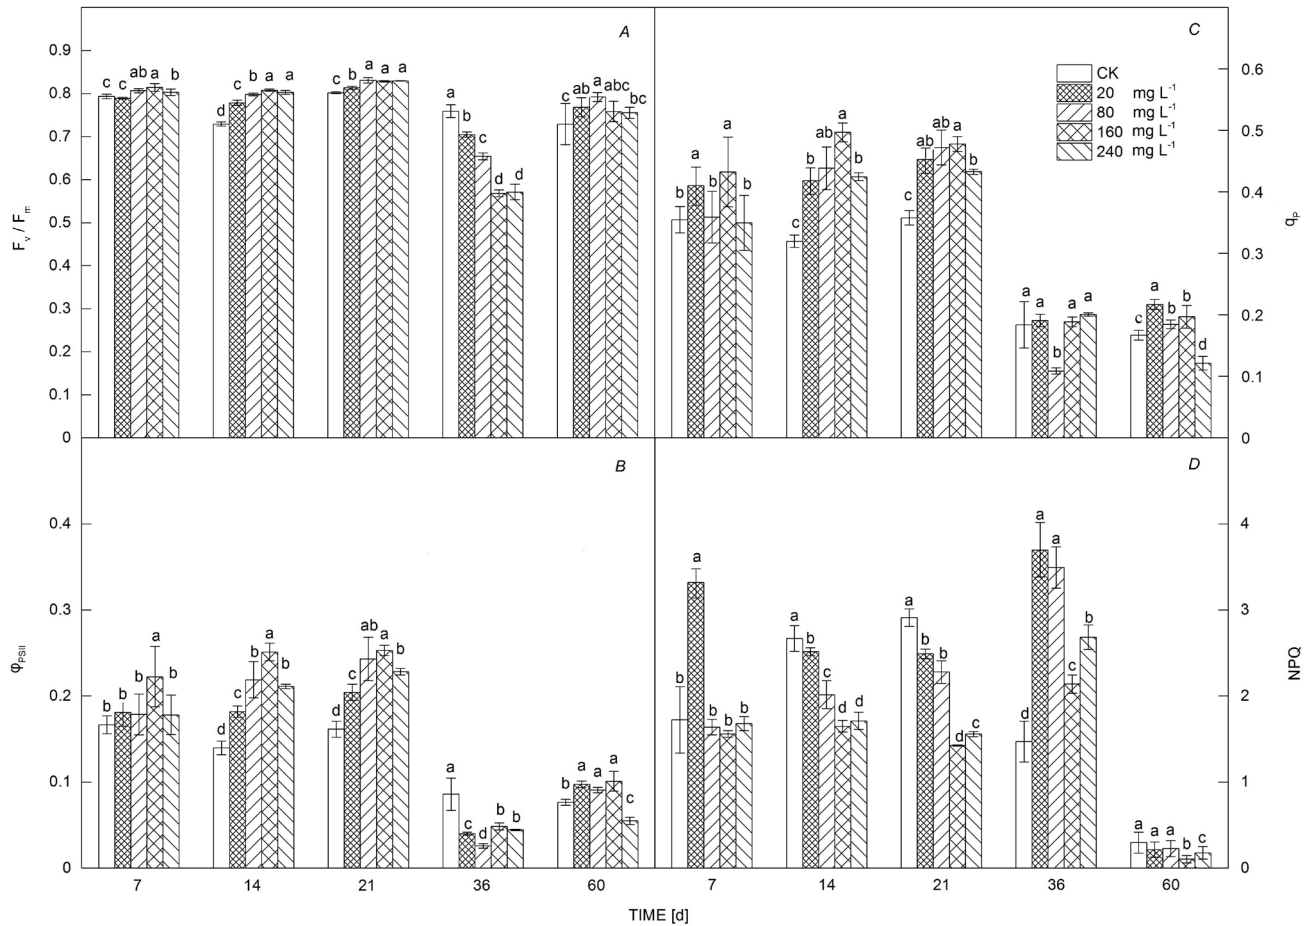 A
0.9
c c ab a b
d c b a a
c b a a a
a b c d d
c ab a abc bc
0.8
0.7
0.6
0.5
0.4
0.3
0.2
0.1
0
Fv / Fm
C
CK
20 mg L-1
80 mg L-1
160 mg L-1
240 mg L-1
b a b a b
c b ab a b
c ab ab a b
a a b a a
c a b b d
0.6
0.5
0.4
0.3
0.2
0.1
0
qP
B
0.4
0.3
0.2
0.1
0
φPSII
b b b a b
d c b a b
d c ab a b
a c d b b
b a a a c
7 14 21 36 60
D
b a b b b
a b c d d
a b b d c
d a a c b
a a a b c
4
3
2
1
0
NPQ
7 14 21 36 60
TIME [d]